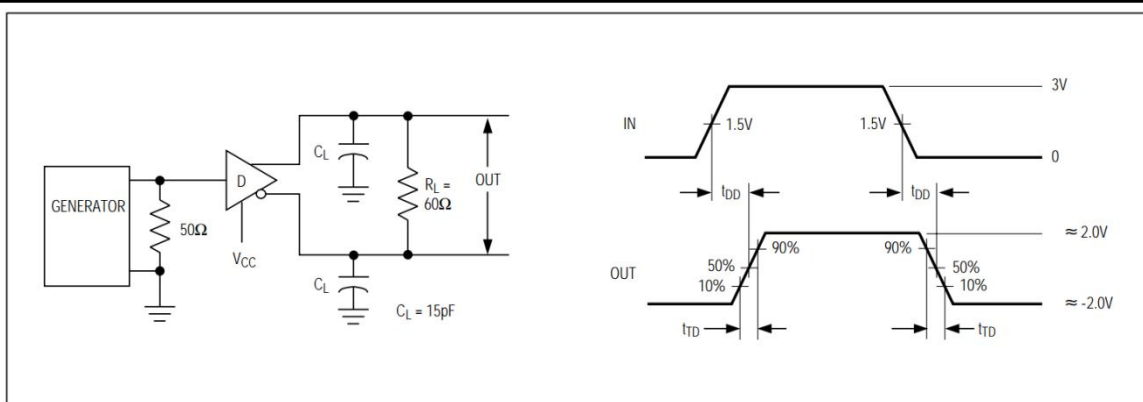 GENERATOR
50Ω
D
VCC
CL
CL
CL = 15pF
RL =
60Ω
OUT
IN
1.5V
1.5V
3V
0
tDD
tDD
OUT
90%
50%
10%
90%
50%
10%
≈ 2.0V
≈ -2.0V
tTD
tTD